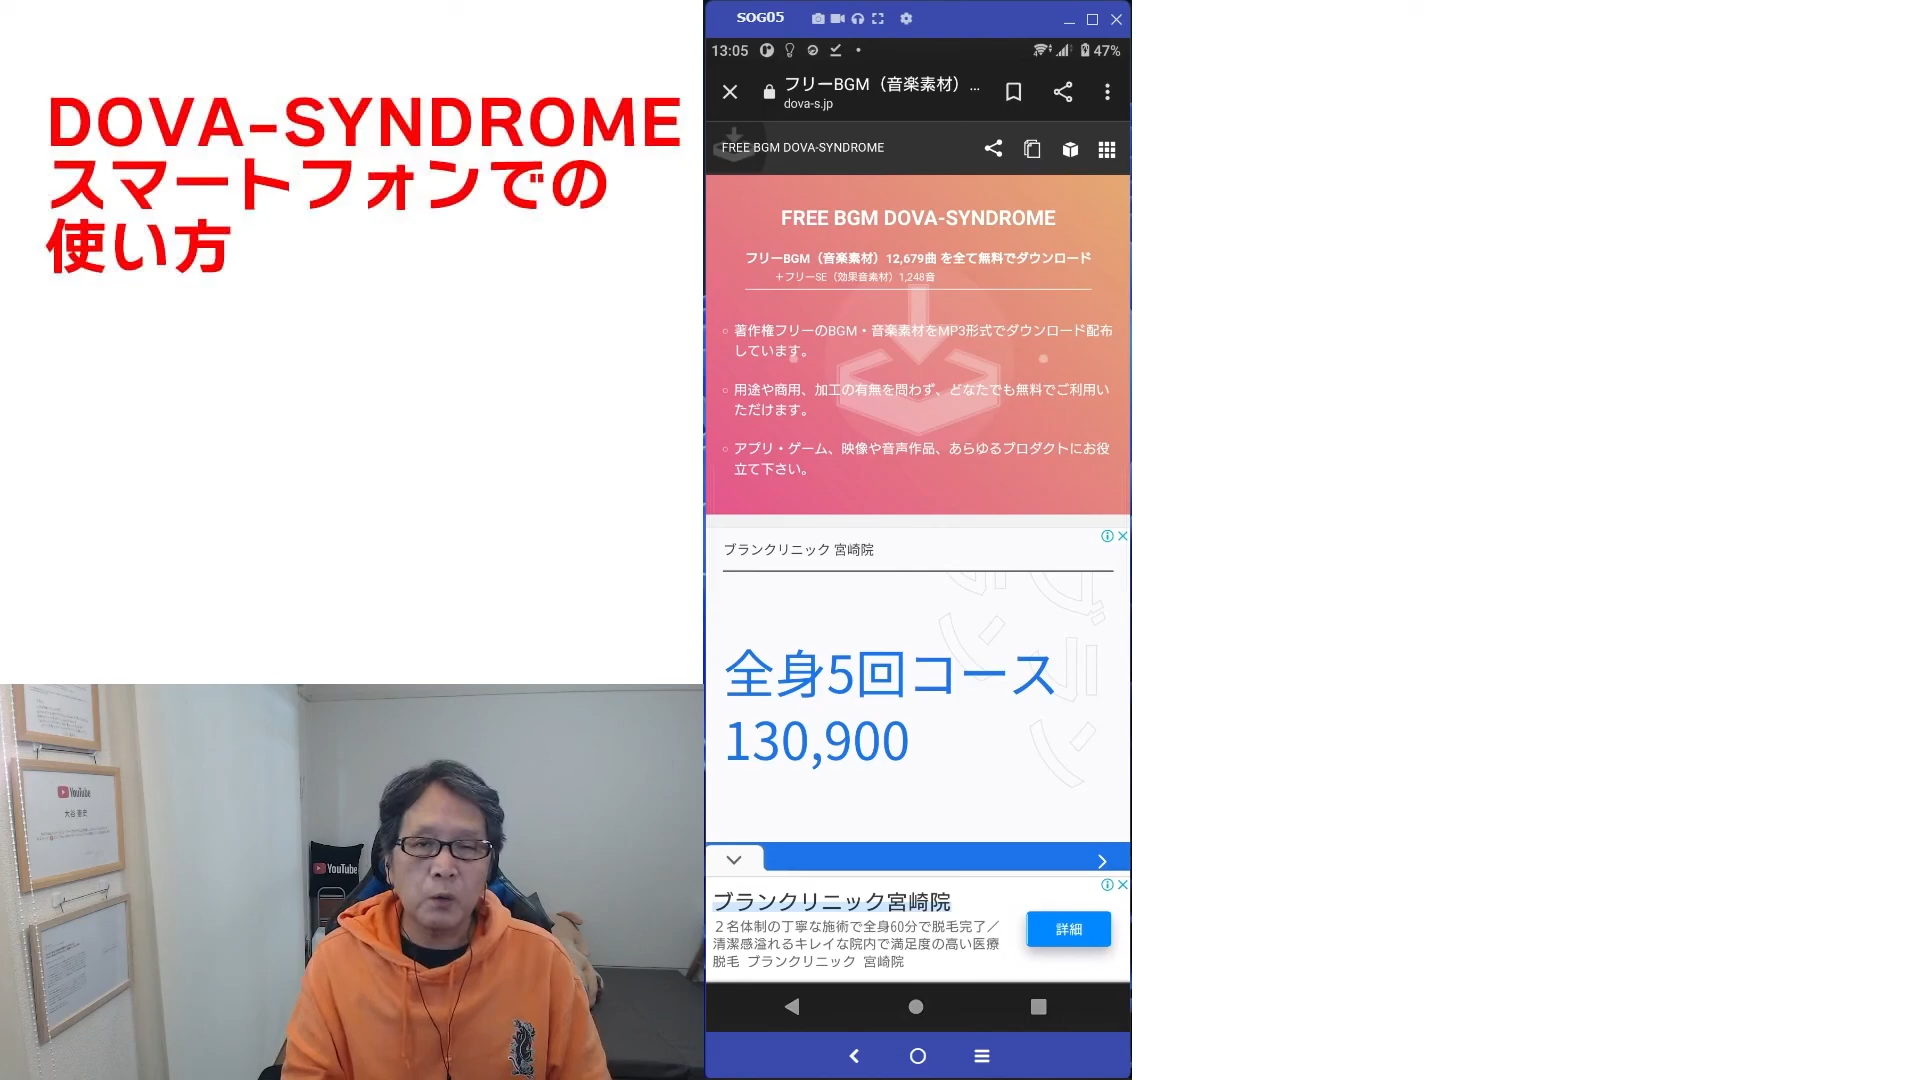 DOVA-SYNDROME
スマートフォンでの
使い方
SOG05
13:05
47%
フリーBGM（音楽素材）...
dova-s.jp
FREE BGM DOVA-SYNDROME
FREE BGM DOVA-SYNDROME
フリーBGM（音楽素材）12,679曲 を全て無料でダウンロード
＋フリーSE（効果音素材）1,248音
著作権フリーのBGM・音楽素材をMP3形式でダウンロード配布
しています。
用途や商用、加工の有無を問わず、どなたでも無料でご利用い
ただけます。
アプリ・ゲーム、映像や音声作品、あらゆるプロダクトにお役
立て下さい。
ブランクリニック 宮崎院
全身5回コース
130,900
ブランクリニック宮崎院
２名体制の丁寧な施術で全身60分で脱毛完了／
清潔感溢れるキレイな院内で満足度の高い医療
脱毛 ブランクリニック 宮崎院
詳細
YouTube
YouTube